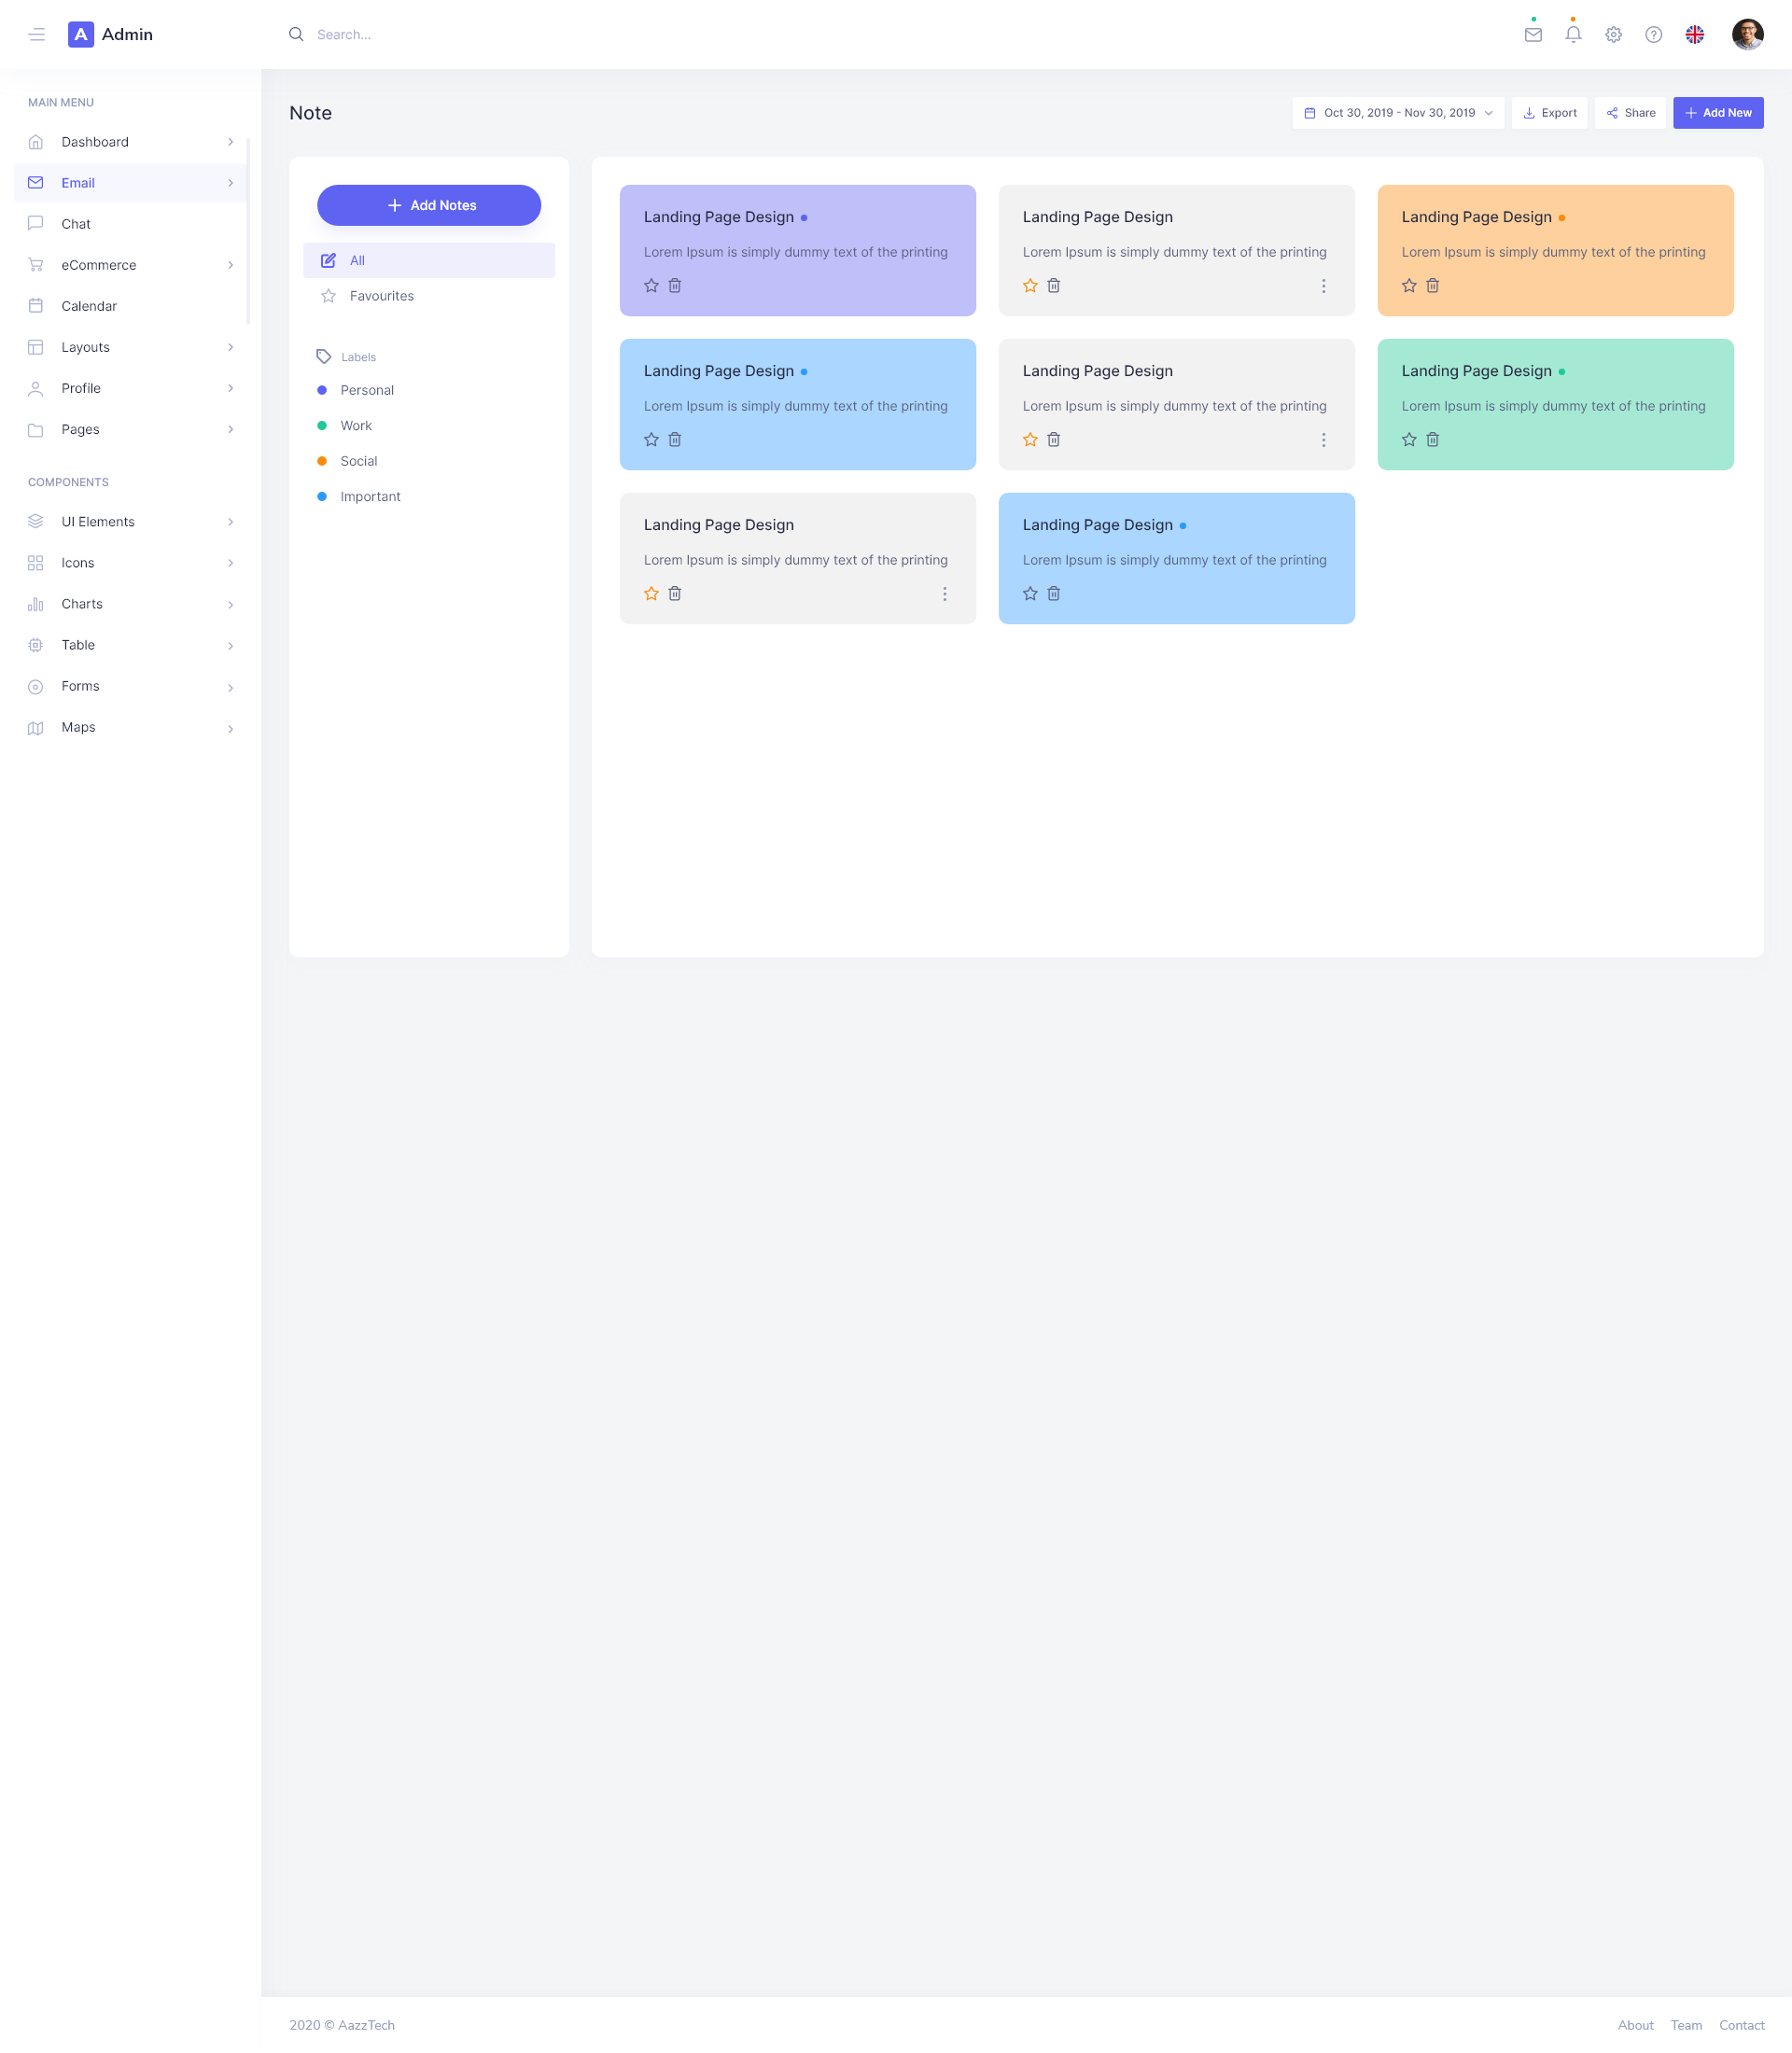 A Admin
Search...
MAIN MENU
Dashboard
Email
Chat
eCommerce
Calendar
Layouts
Profile
Pages
COMPONENTS
UI Elements
Icons
Charts
Table
Forms
Maps
Note
Oct 30, 2019 - Nov 30, 2019
Export
Share
Add New
Add Notes
All
Favourites
Labels
Personal
Work
Social
Important
Landing Page Design
Lorem Ipsum is simply dummy text of the printing
Landing Page Design
Lorem Ipsum is simply dummy text of the printing
Landing Page Design
Lorem Ipsum is simply dummy text of the printing
Landing Page Design
Lorem Ipsum is simply dummy text of the printing
Landing Page Design
Lorem Ipsum is simply dummy text of the printing
Landing Page Design
Lorem Ipsum is simply dummy text of the printing
Landing Page Design
Lorem Ipsum is simply dummy text of the printing
Landing Page Design
Lorem Ipsum is simply dummy text of the printing
2020 © AazzTech
About Team Contact